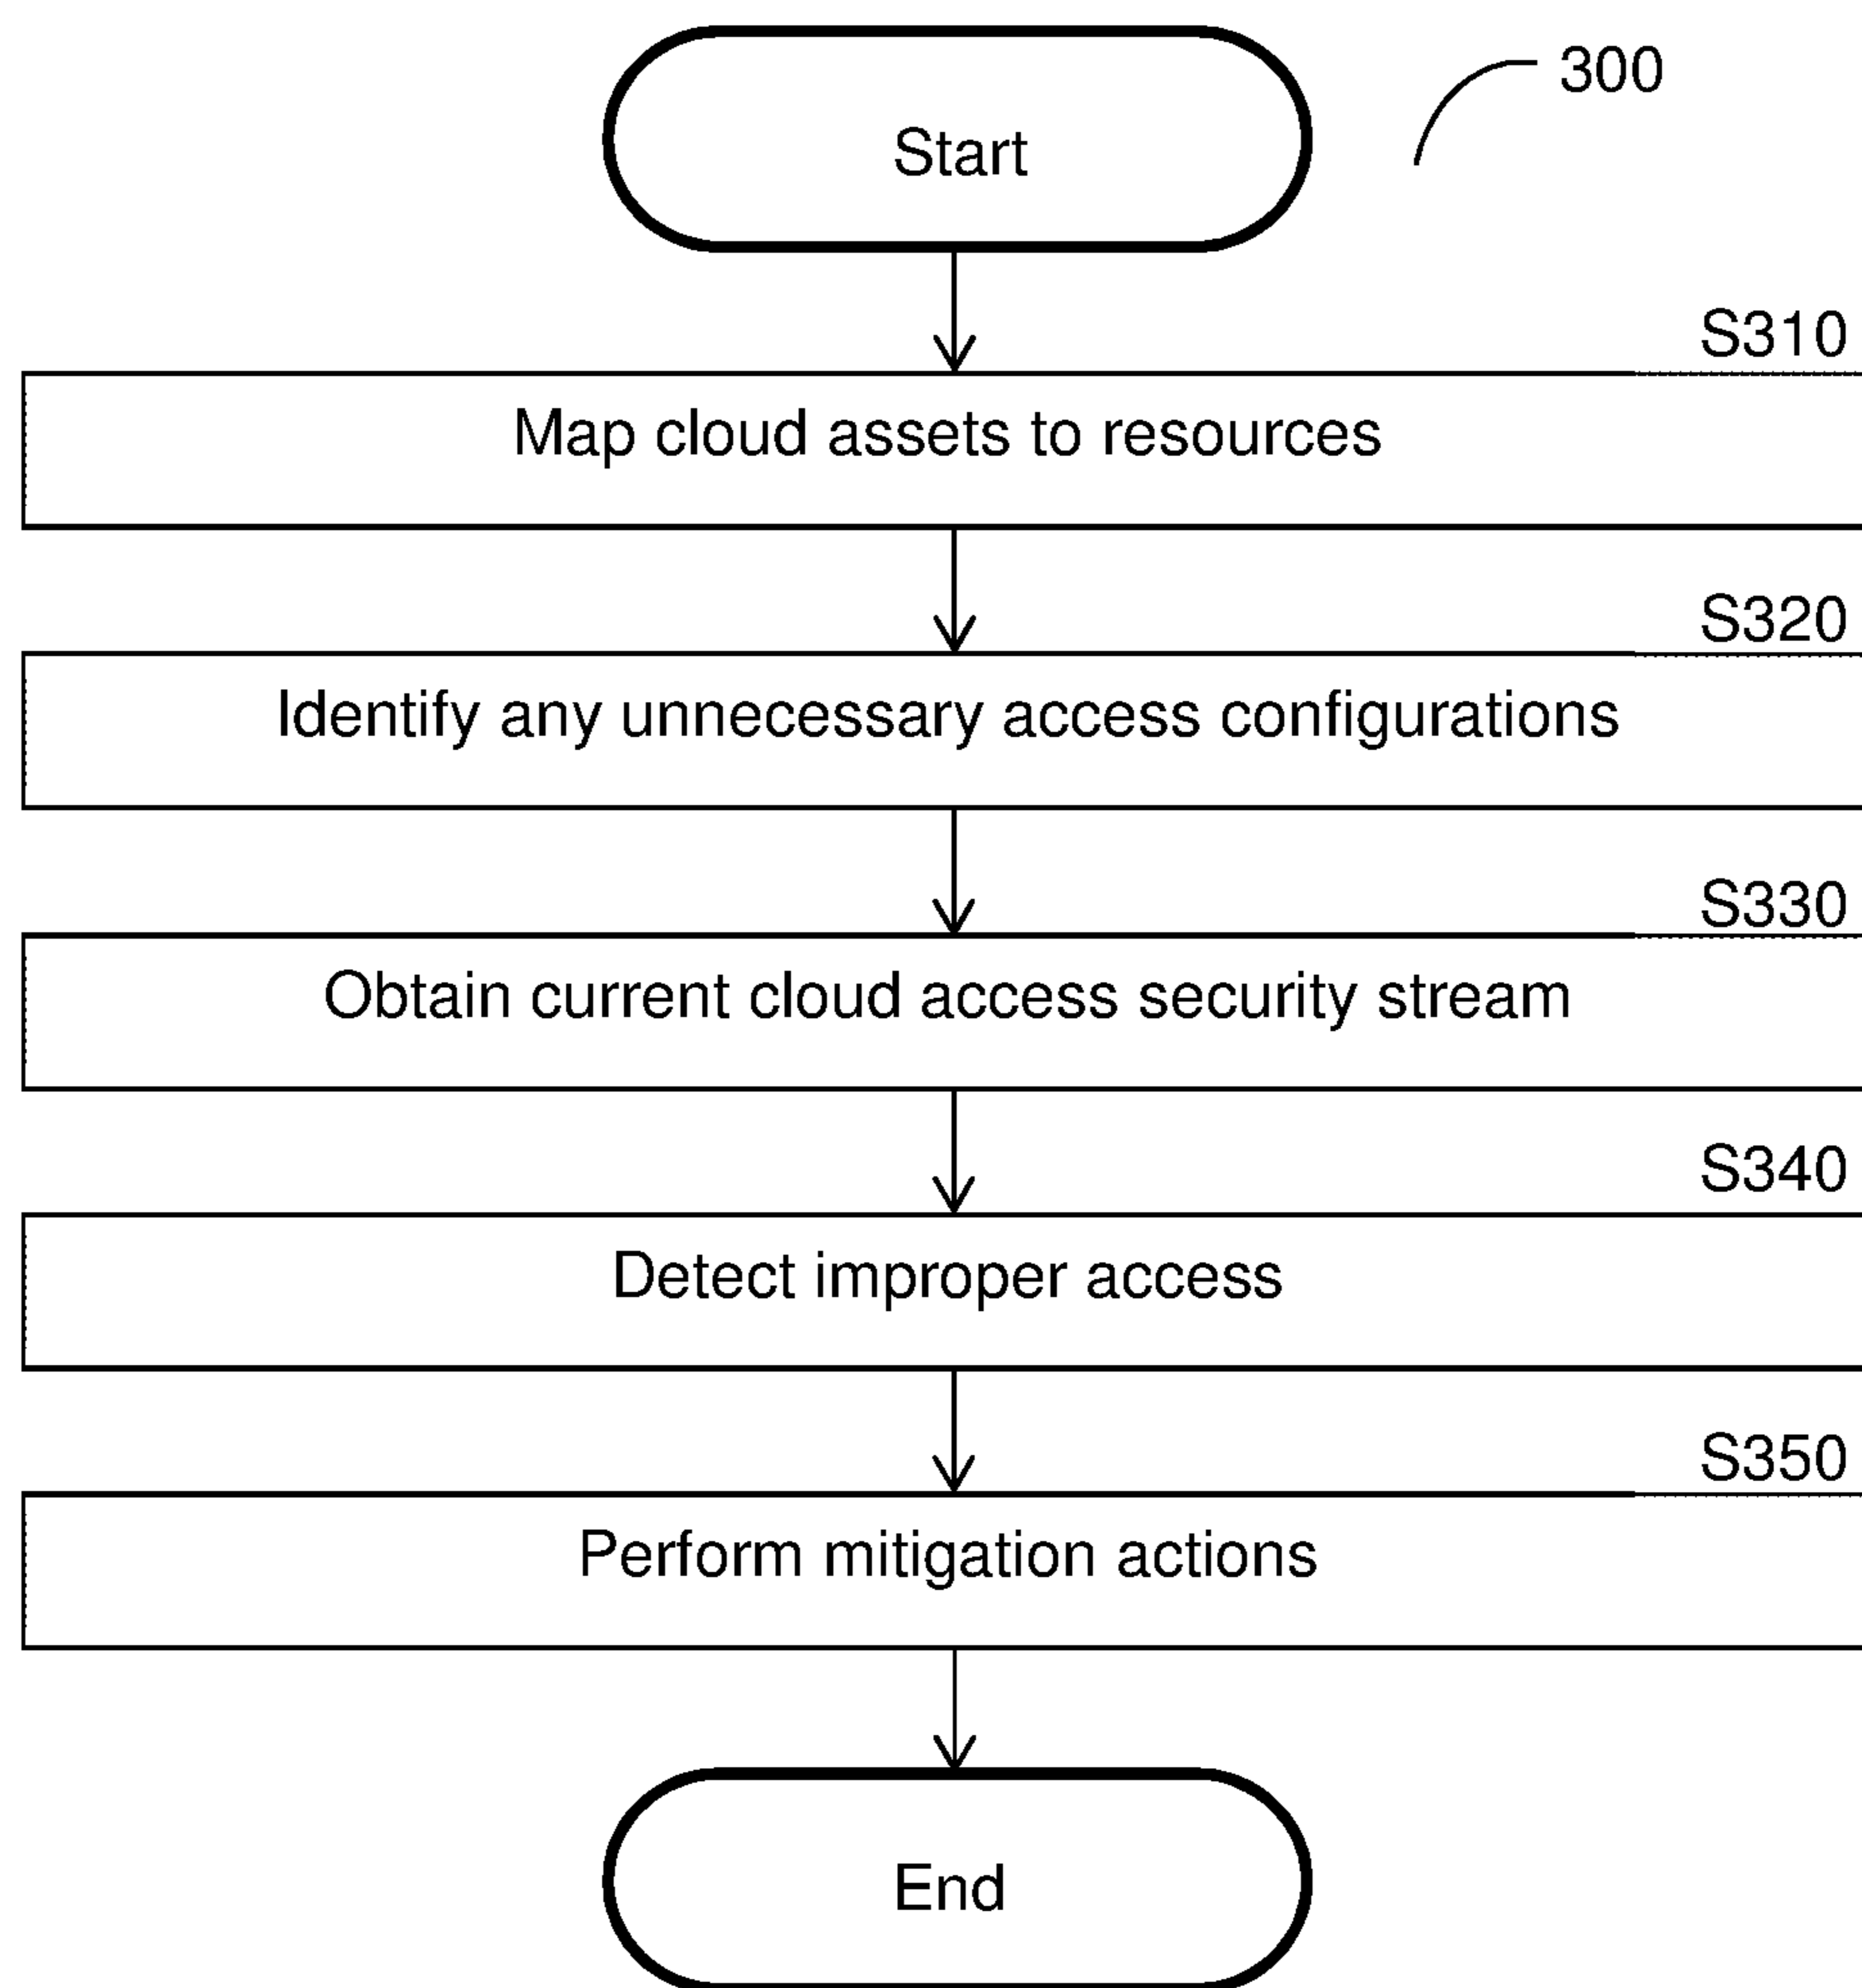 Start
300
S310
Map cloud assets to resources
S320
Identify any unnecessary access configurations
S330
Obtain current cloud access security stream
S340
Detect improper access
S350
Perform mitigation actions
End